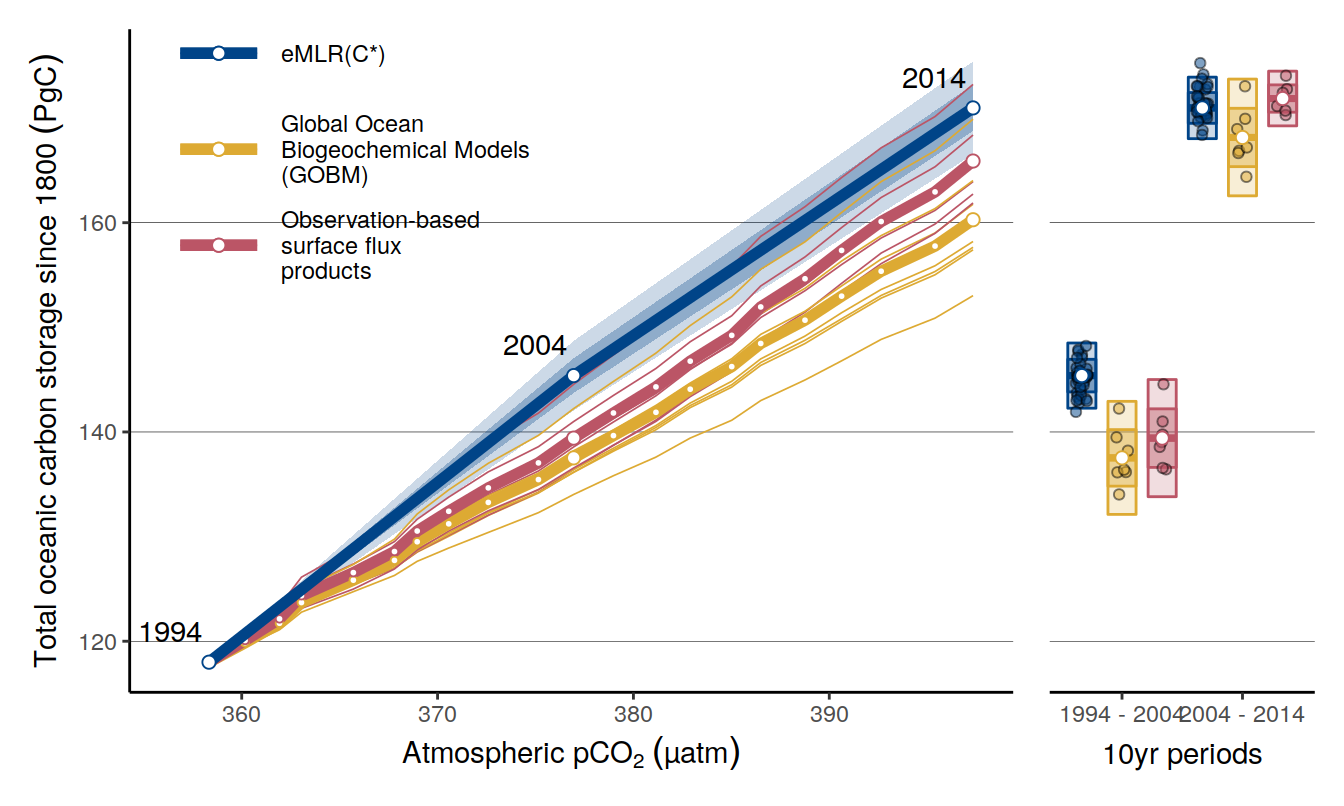 Total oceanic carbon storage since 1800 (PgC)
eMLR(C*)
Global Ocean
Biogeochemical Models
(GOBM)
Observation-based
surface flux
products
2014
2004
1994
160
140
120
360
370
380
390
Atmospheric pCO₂ (µatm)
1994 - 2004
2004 - 2014
10yr periods